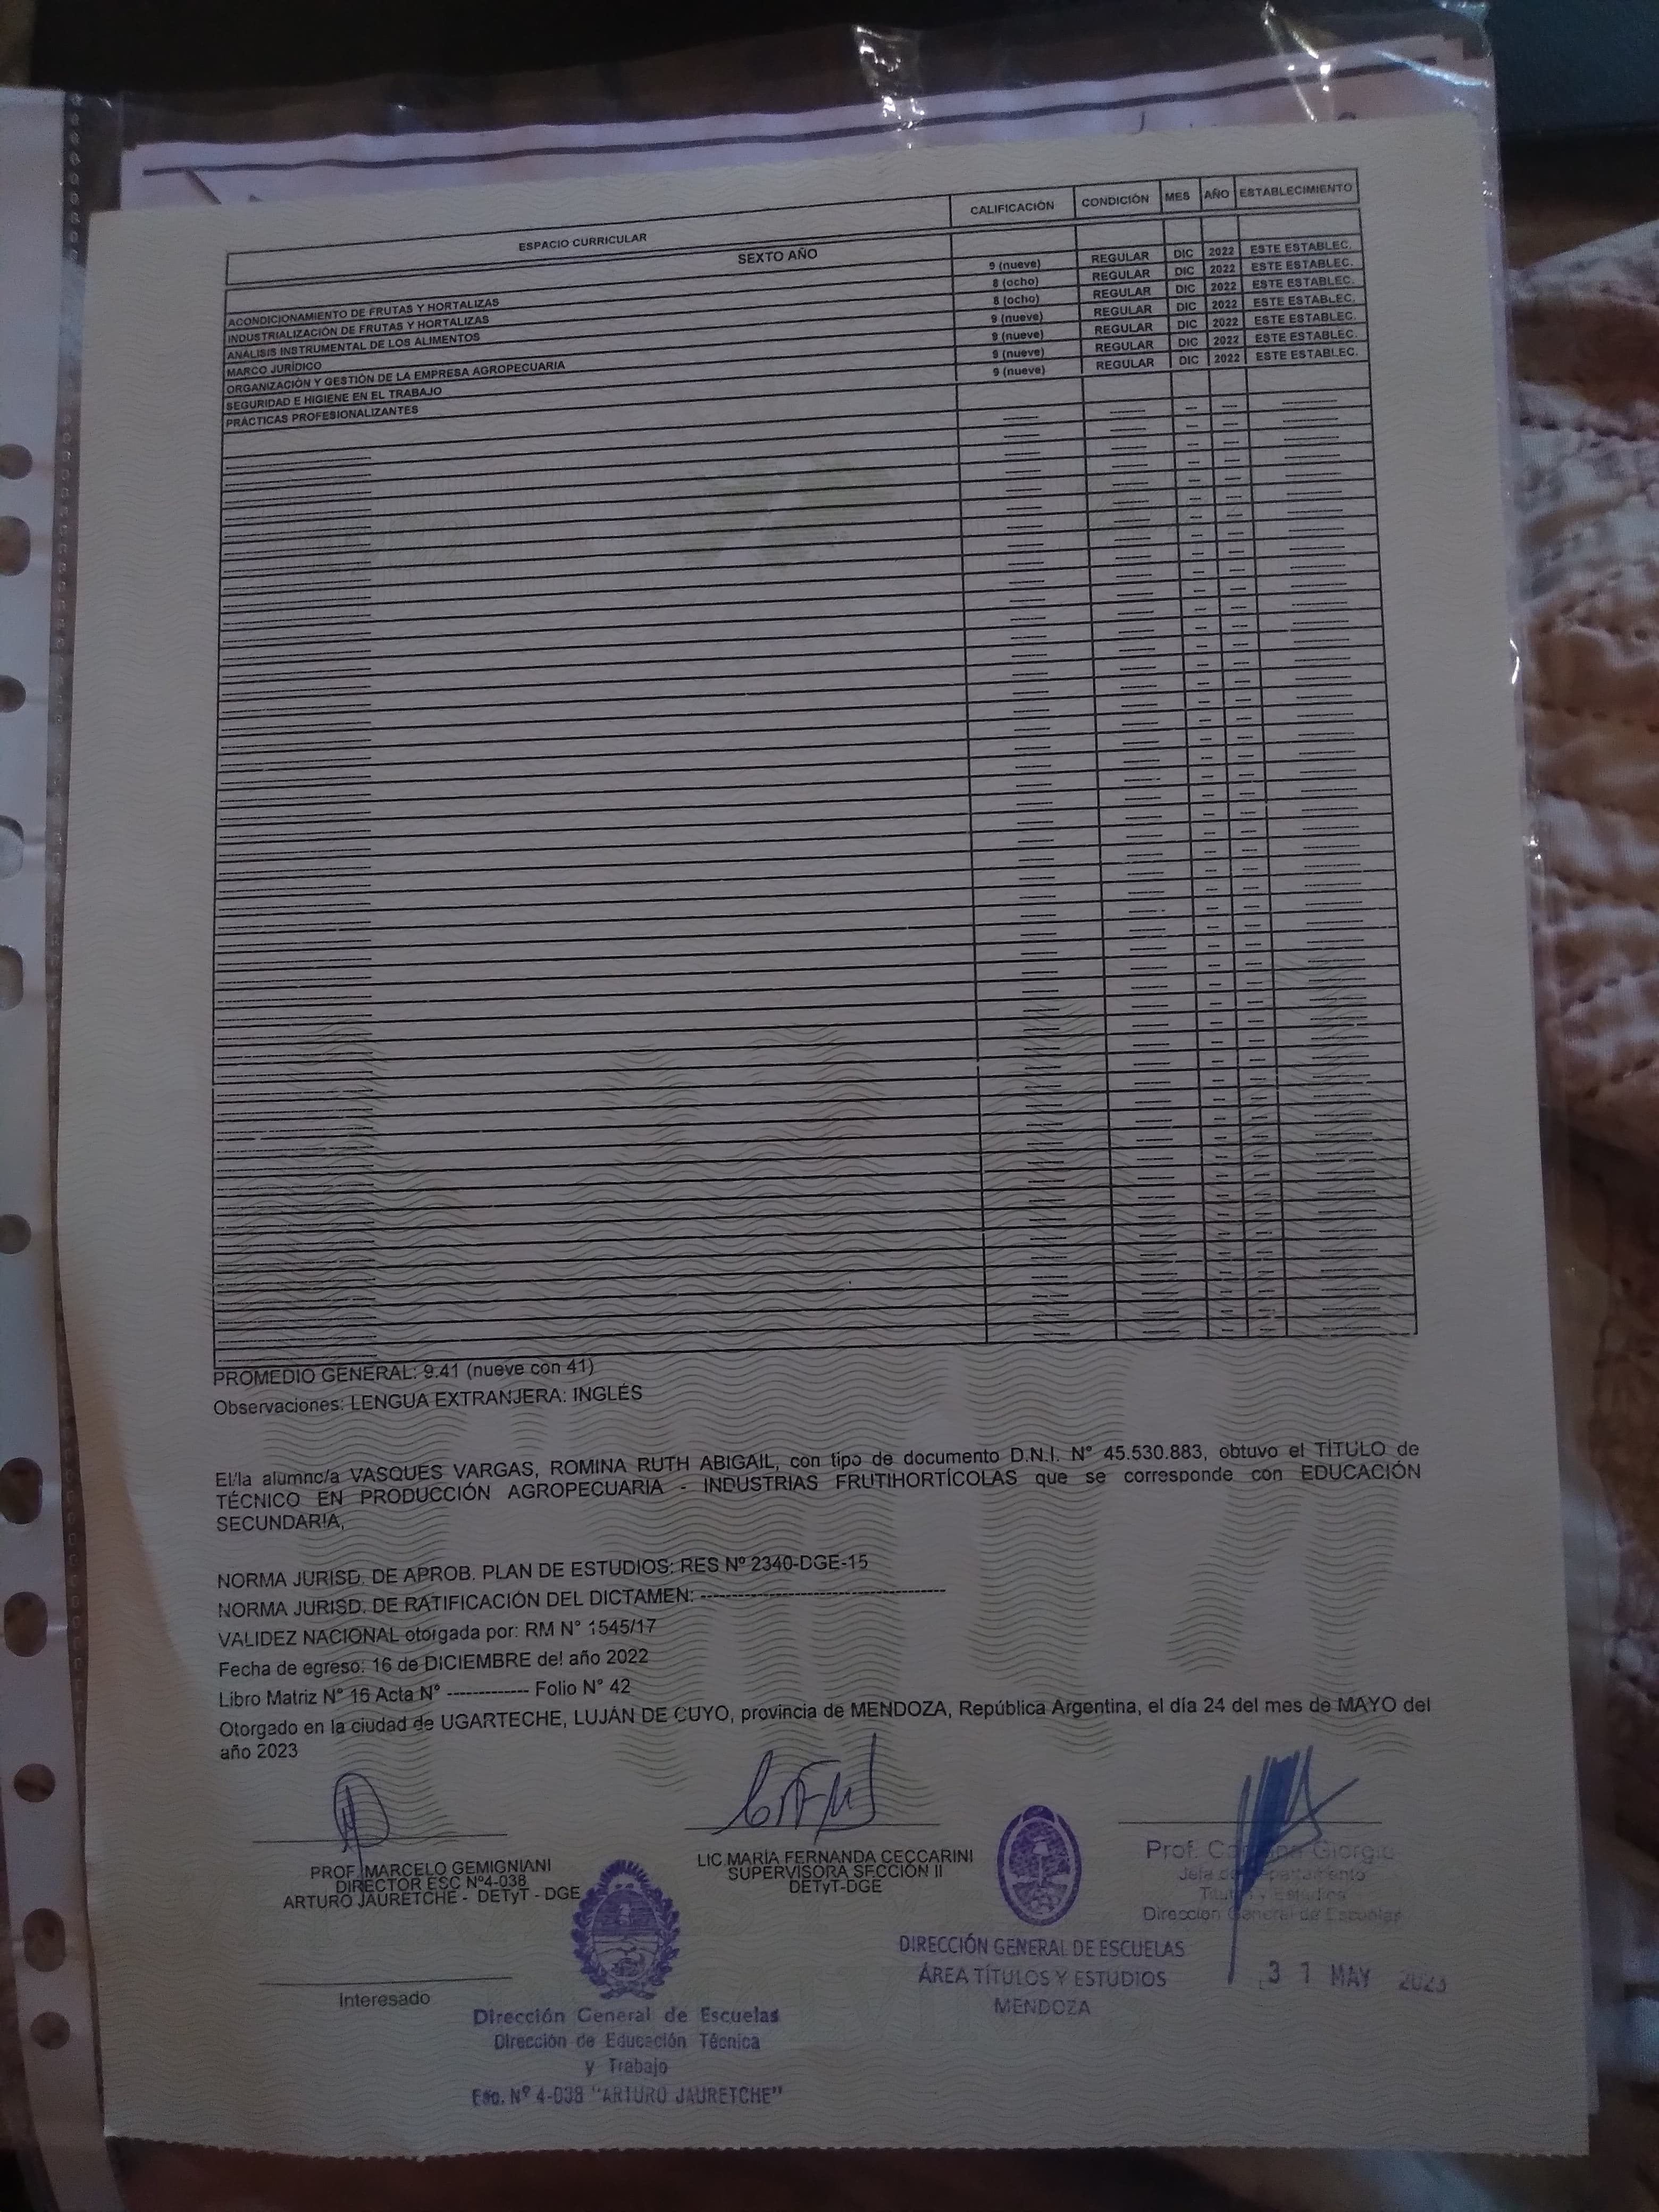 ESPACIO CURRICULAR CALIFICACIÓN CONDICIÓN MES AÑO ESTABLECIMIENTO
SEXTO AÑO
ACONDICIONAMIENTO DE FRUTAS Y HORTALIZAS 9 (nueve) REGULAR DIC 2022 ESTE ESTABLEC.
INDUSTRIALIZACIÓN DE FRUTAS Y HORTALIZAS 8 (ocho) REGULAR DIC 2022 ESTE ESTABLEC.
ANÁLISIS INSTRUMENTAL DE LOS ALIMENTOS 8 (ocho) REGULAR DIC 2022 ESTE ESTABLEC.
MARCO JURÍDICO 9 (nueve) REGULAR DIC 2022 ESTE ESTABLEC.
ORGANIZACIÓN Y GESTIÓN DE LA EMPRESA AGROPECUARIA 9 (nueve) REGULAR DIC 2022 ESTE ESTABLEC.
SEGURIDAD E HIGIENE EN EL TRABAJO 9 (nueve) REGULAR DIC 2022 ESTE ESTABLEC.
PRÁCTICAS PROFESIONALIZANTES 9 (nueve) REGULAR DIC 2022 ESTE ESTABLEC.
PROMEDIO GENERAL: 9.41 (nueve con 41)
Observaciones: LENGUA EXTRANJERA: INGLÉS
El/la alumno/a VASQUES VARGAS, ROMINA RUTH ABIGAIL, con tipo de documento D.N.I. N° 45.530.883, obtuvo el TÍTULO de
TÉCNICO EN PRODUCCIÓN AGROPECUARIA - INDUSTRIAS FRUTIHORTÍCOLAS que se corresponde con EDUCACIÓN
SECUNDARIA,
NORMA JURISD. DE APROB. PLAN DE ESTUDIOS: RES Nº 2340-DGE-15
NORMA JURISD. DE RATIFICACIÓN DEL DICTAMEN: -----------------------------------
VALIDEZ NACIONAL otorgada por: RM N° 1545/17
Fecha de egreso: 16 de DICIEMBRE del año 2022
Libro Matriz N° 16 Acta N° ------------ Folio N° 42
Otorgado en la ciudad de UGARTECHE, LUJÁN DE CUYO, provincia de MENDOZA, República Argentina, el día 24 del mes de MAYO del
año 2023
PROF. MARCELO GEMIGNIANI
DIRECTOR ESC Nº4-038
ARTURO JAURETCHE - DETyT - DGE
LIC.MARÍA FERNANDA CECCARINI
SUPERVISORA SECCIÓN II
DETyT-DGE
Prof. Giorgio
Jefa de Departamento
Títulos y Estudios
Dirección General de Escuelas
DIRECCIÓN GENERAL DE ESCUELAS
ÁREA TÍTULOS Y ESTUDIOS
MENDOZA
31 MAY 2023
Interesado
Dirección General de Escuelas
Dirección de Educación Técnica
y Trabajo
Esc. Nº 4-038 "ARTURO JAURETCHE"